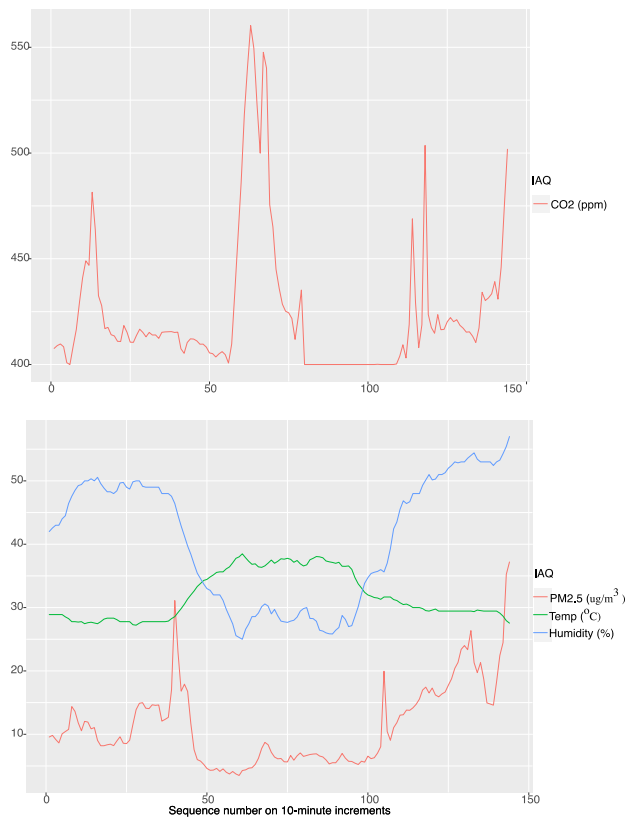 550
500
450
400
IAQ
CO2 (ppm)
0 50 100 150
50
40
30
20
10
IAQ
PM2.5 (ug/m³)
Temp (°C)
Humidity (%)
0 50 100 150
Sequence number on 10-minute increments